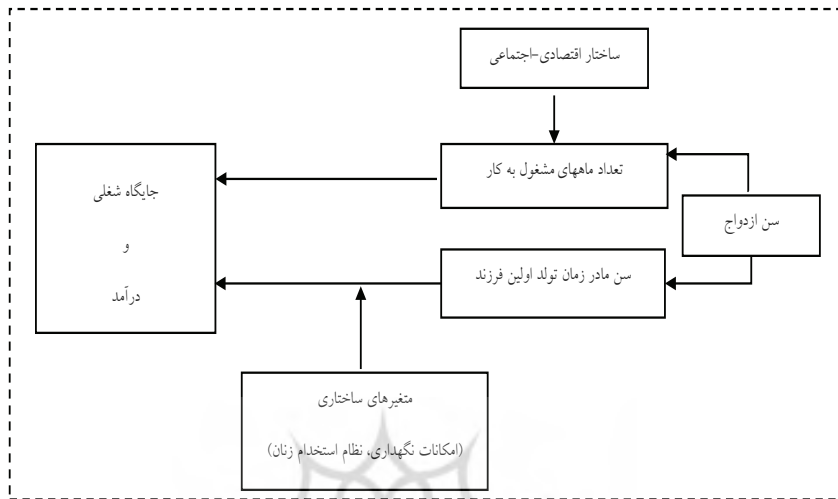 ساختار اقتصادی-اجتماعی
تعداد ماههای مشغول به کار
جایگاه شغلی
و
درآمد
سن ازدواج
سن مادر زمان تولد اولین فرزند
متغیرهای ساختاری
(امکانات نگهداری، نظام استخدام زنان)